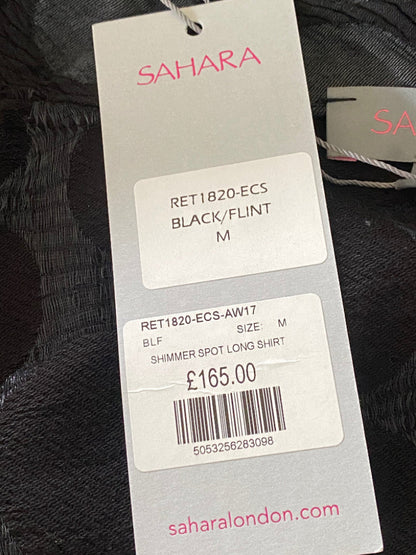 SAHARA
SA
RET1820-ECS
BLACK/FLINT
M
RET1820-ECS-AW17
BLF SIZE: M
SHIMMER SPOT LONG SHIRT
£165.00
5053256283098
saharalondon.com